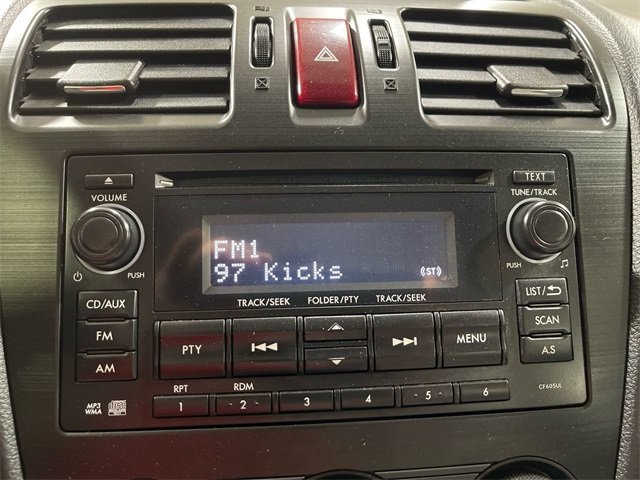 TEXT
VOLUME
TUNE/TRACK
FM1
97 Kicks (ST)
PUSH
PUSH
TRACK/SEEK FOLDER/PTY TRACK/SEEK
CD/AUX
LIST/
FM
PTY
MENU
SCAN
AM
A.S
RPT RDM
1 - 2 - 3 4 - 5 - 6
MP3
WMA
CF605UL